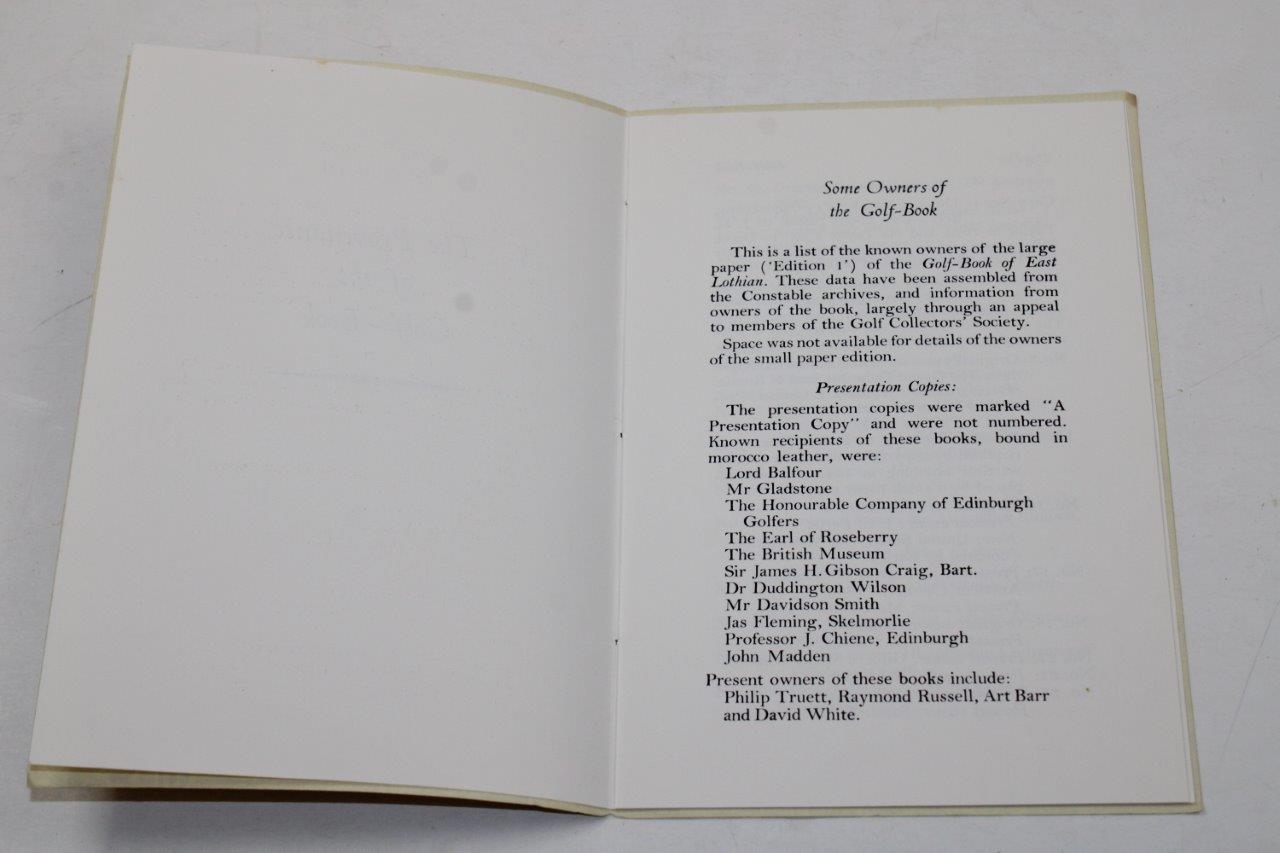 Some Owners of
the Golf-Book
This is a list of the known owners of the large
paper ('Edition 1') of the Golf-Book of East
Lothian. These data have been assembled from
the Constable archives, and information from
owners of the book, largely through an appeal
to members of the Golf Collectors' Society.
Space was not available for details of the owners
of the small paper edition.
Presentation Copies:
The presentation copies were marked "A
Presentation Copy" and were not numbered.
Known recipients of these books, bound in
morocco leather, were:
Lord Balfour
Mr Gladstone
The Honourable Company of Edinburgh
Golfers
The Earl of Roseberry
The British Museum
Sir James H. Gibson Craig, Bart.
Dr Duddington Wilson
Mr Davidson Smith
Jas Fleming, Skelmorlie
Professor J. Chiene, Edinburgh
John Madden
Present owners of these books include:
Philip Truett, Raymond Russell, Art Barr
and David White.